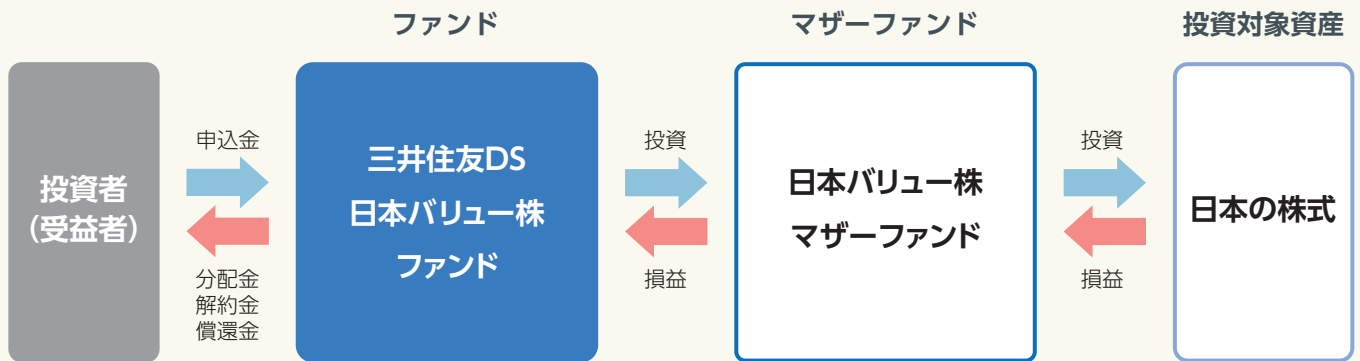 ファンド
マザーファンド
投資対象資産
投資者
(受益者)
申込金
分配金
解約金
償還金
三井住友DS
日本バリュー株
ファンド
投資
損益
日本バリュー株
マザーファンド
投資
損益
日本の株式